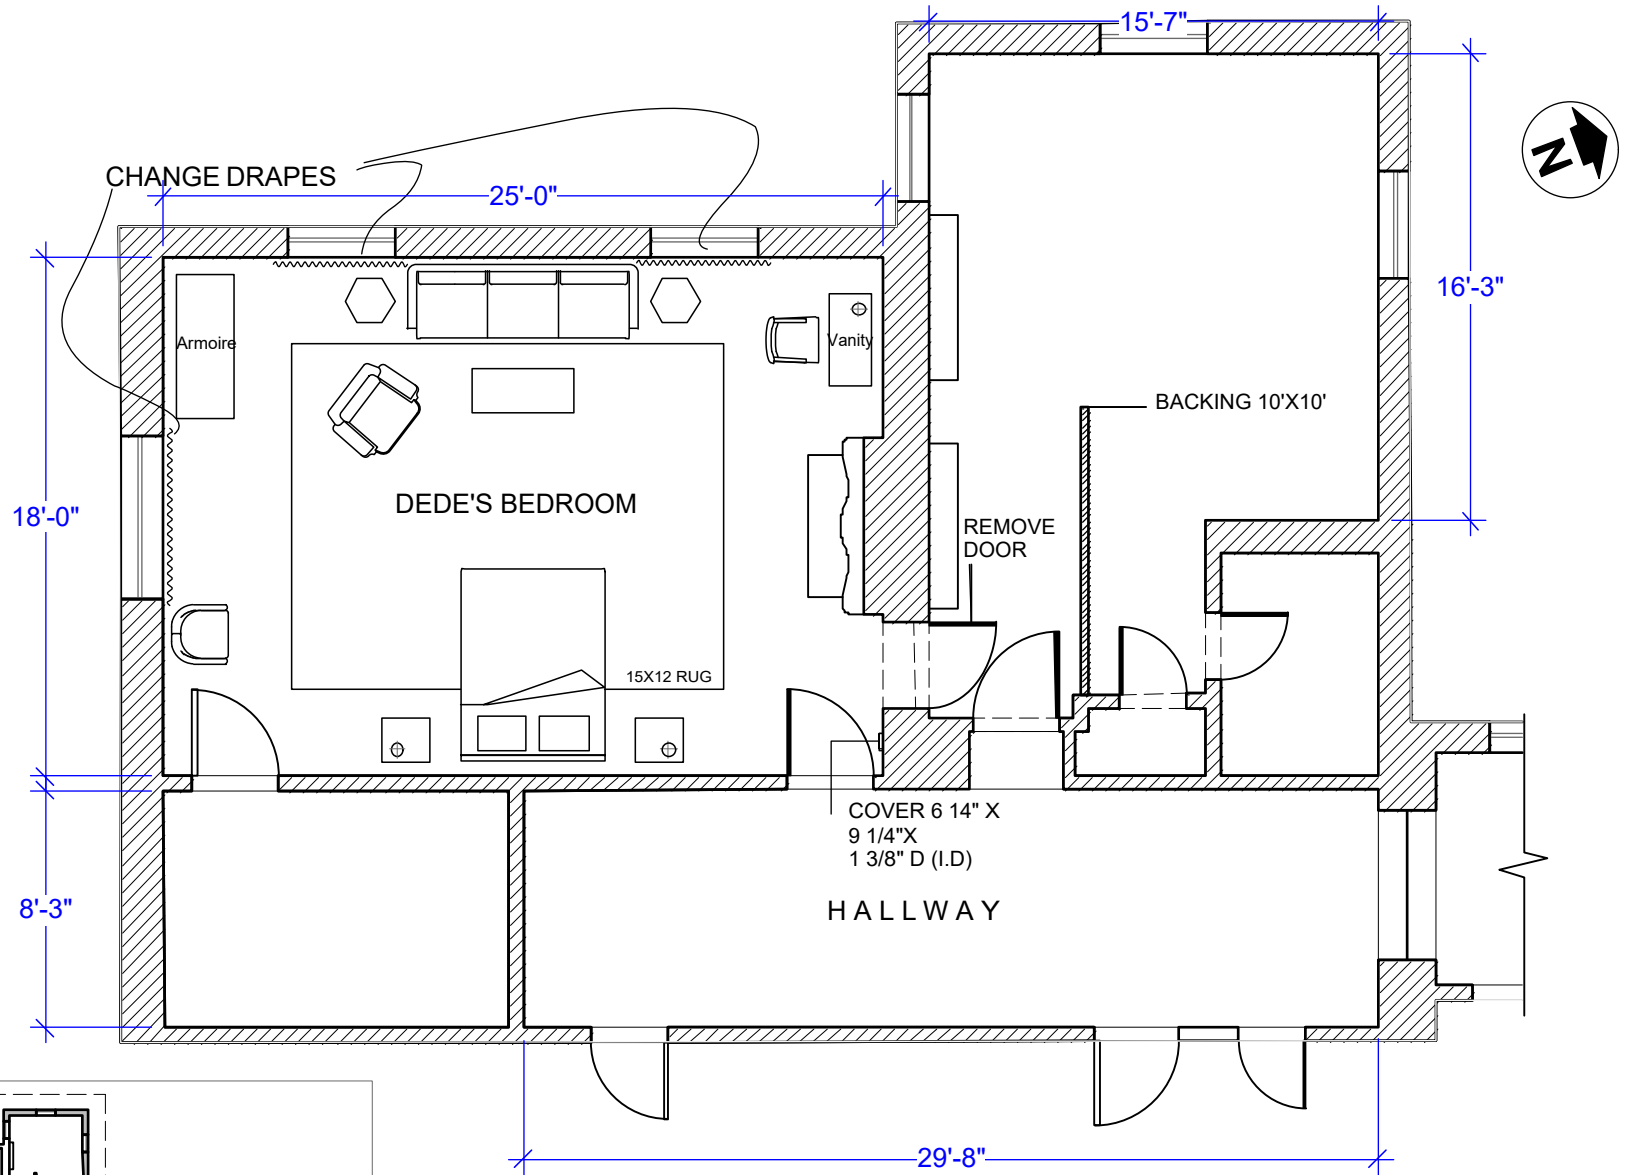 15'-7"
N
CHANGE DRAPES
25'-0"
16'-3"
Armoire
Vanity
BACKING 10'X10'
DEDE'S BEDROOM
18'-0"
REMOVE
DOOR
15X12 RUG
COVER 6 14" X
9 1/4"X
1 3/8" D (I.D)
8'-3"
HALLWAY
29'-8"